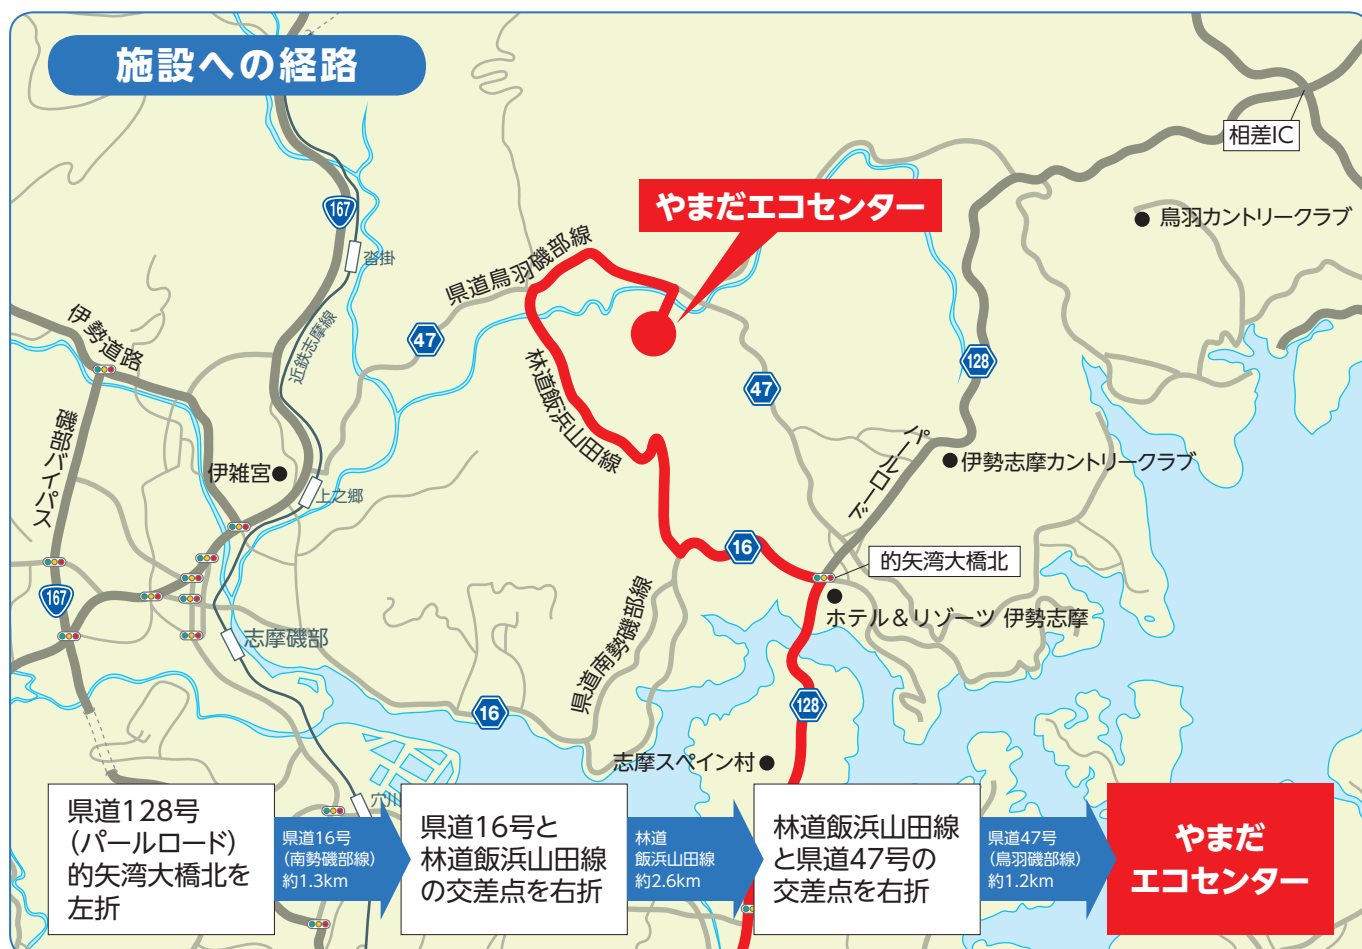 施設への経路
相差IC
やまだエコセンター
鳥羽カントリークラブ
167
沓掛
県道鳥羽磯部線
伊勢道路
近鉄志摩線
47
128
林道飯浜山田線
47
磯部バイパス
パールロード
伊勢志摩カントリークラブ
伊雑宮
上之郷
16
的矢湾大橋北
167
県道南勢磯部線
ホテル&リゾーツ 伊勢志摩
志摩磯部
16
128
志摩スペイン村
穴川
県道128号
(パールロード)
的矢湾大橋北を
左折
県道16号
(南勢磯部線)
約1.3km
県道16号と
林道飯浜山田線
の交差点を右折
林道
飯浜山田線
約2.6km
林道飯浜山田線
と県道47号の
交差点を右折
県道47号
(鳥羽磯部線)
約1.2km
やまだ
エコセンター